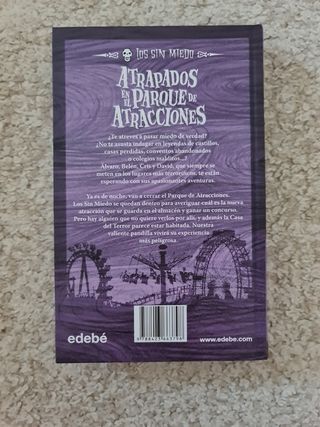 LOS SIN MIEDO
ATRAPADOS
EN EL PARQUE DE
ATRACCIONES
¿Te atreves a pasar miedo de verdad?
¿No te asusta indagar en leyendas de castillos,
casas perdidas, conventos abandonados
o colegios malditos...?
Álvaro, Belén, Cris y David, que siempre se
meten en los lugares más terroríficos, te están
esperando con sus apasionantes aventuras.
Ya es de noche, van a cerrar el Parque de Atracciones.
Los Sin Miedo se quedan dentro para averiguar cuál es la nueva
atracción que se guarda en el almacén y ganar un concurso.
Pero hay alguien que no quiere verlos por allí, y además la Casa
del Terror parece estar habitada. Nuestra
valiente pandilla vivirá su experiencia
más peligrosa.
edebé
www.edebe.com